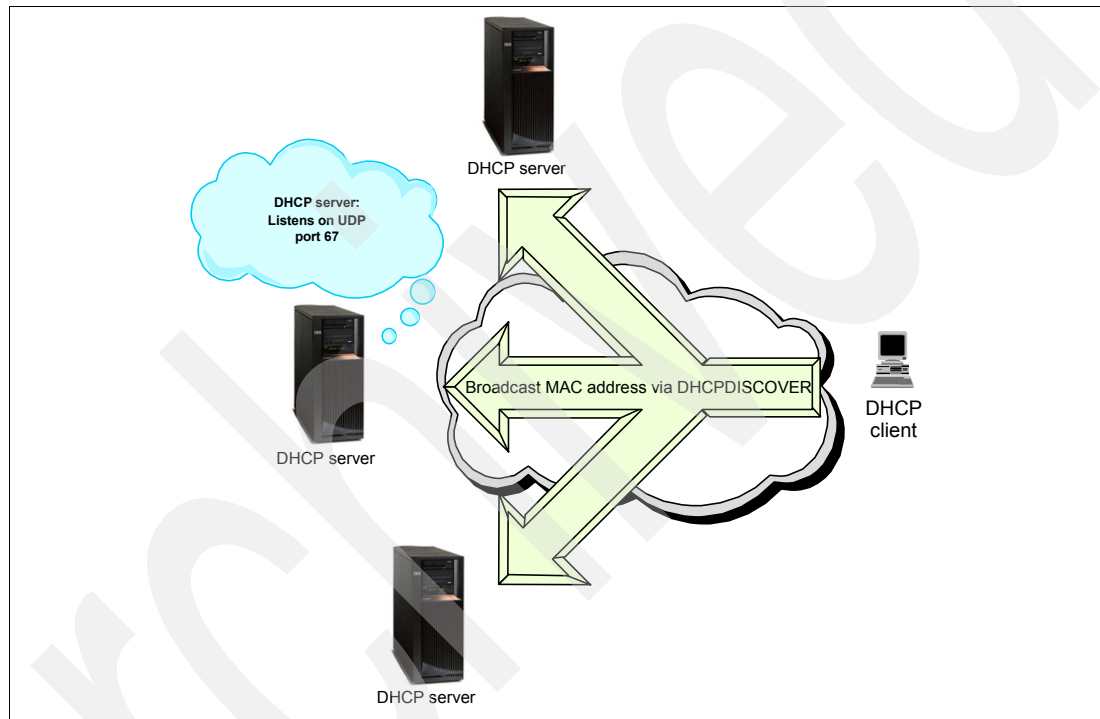 DHCP server
DHCP server:
Listens on UDP
port 67
Broadcast MAC address via DHCPDISCOVER
DHCP
client
DHCP server
DHCP server